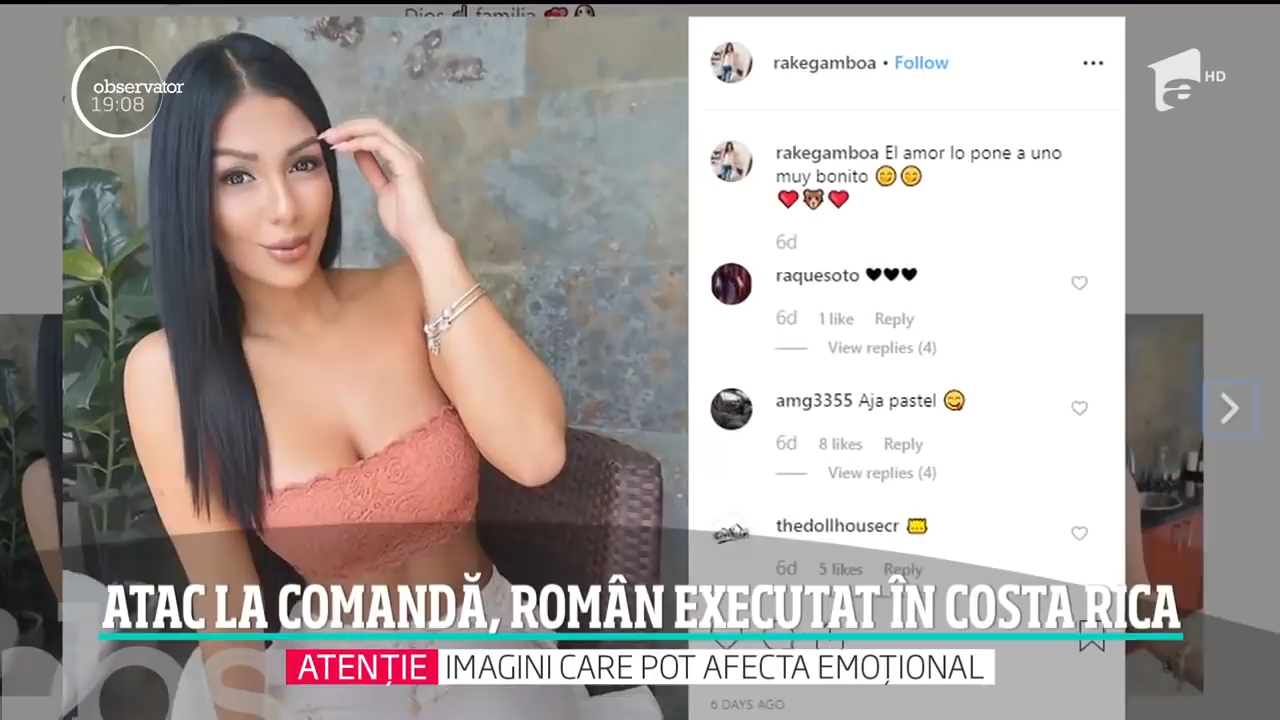 Dios familia
observator
19:08
HD
rakegamboa • Follow
rakegamboa El amor lo pone a uno
muy bonito
6d
raquesoto
6d 1 like Reply
View replies (4)
amg3355 Aja pastel
6d 8 likes Reply
View replies (4)
thedollhousecr
6d 5 likes Reply
ATAC LA COMANDĂ, ROMÂN EXECUTAT ÎN COSTA RICA
ATENȚIE IMAGINI CARE POT AFECTA EMOȚIONAL
6 DAYS AGO